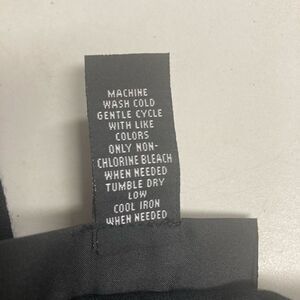 MACHINE
WASH COLD
GENTLE CYCLE
WITH LIKE
COLORS
ONLY NON-
CHLORINE BLEACH
WHEN NEEDED
TUMBLE DRY
LOW
COOL IRON
WHEN NEEDED